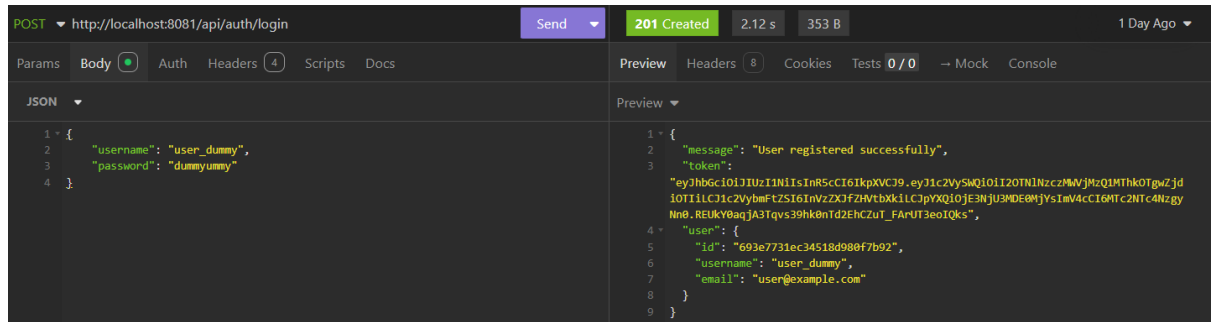 POST http://localhost:8081/api/auth/login Send 201 Created 2.12 s 353 B 1 Day Ago
Params Body Auth Headers 4 Scripts Docs Preview Headers 8 Cookies Tests 0 / 0 → Mock Console
JSON
1 {
2 "username": "user_dummy",
3 "password": "dummyummy"
4 }
Preview
1 {
2 "message": "User registered successfully",
3 "token":
"eyJhbGciOiJIUzI1NiIsInR5cCI6IkpXVCJ9.eyJ1c2VySWQiOiI2OTNlNzczMWVjMzQ1MThkOTgwZjd
iOTIiLCJ1c2VybmFtZSI6InVzZXJfZHVtbXkiLCJpYXQiOjE3NjU3MDE0MjYsImV4cCI6MTc2NTc4Nzgy
Nn0.REUkY0aqjA3Tqvs39hk0nTd2EhCZuT_FArUT3eoIQks",
4 "user": {
5 "id": "693e7731ec34518d980f7b92",
6 "username": "user_dummy",
7 "email": "user@example.com"
8 }
9 }